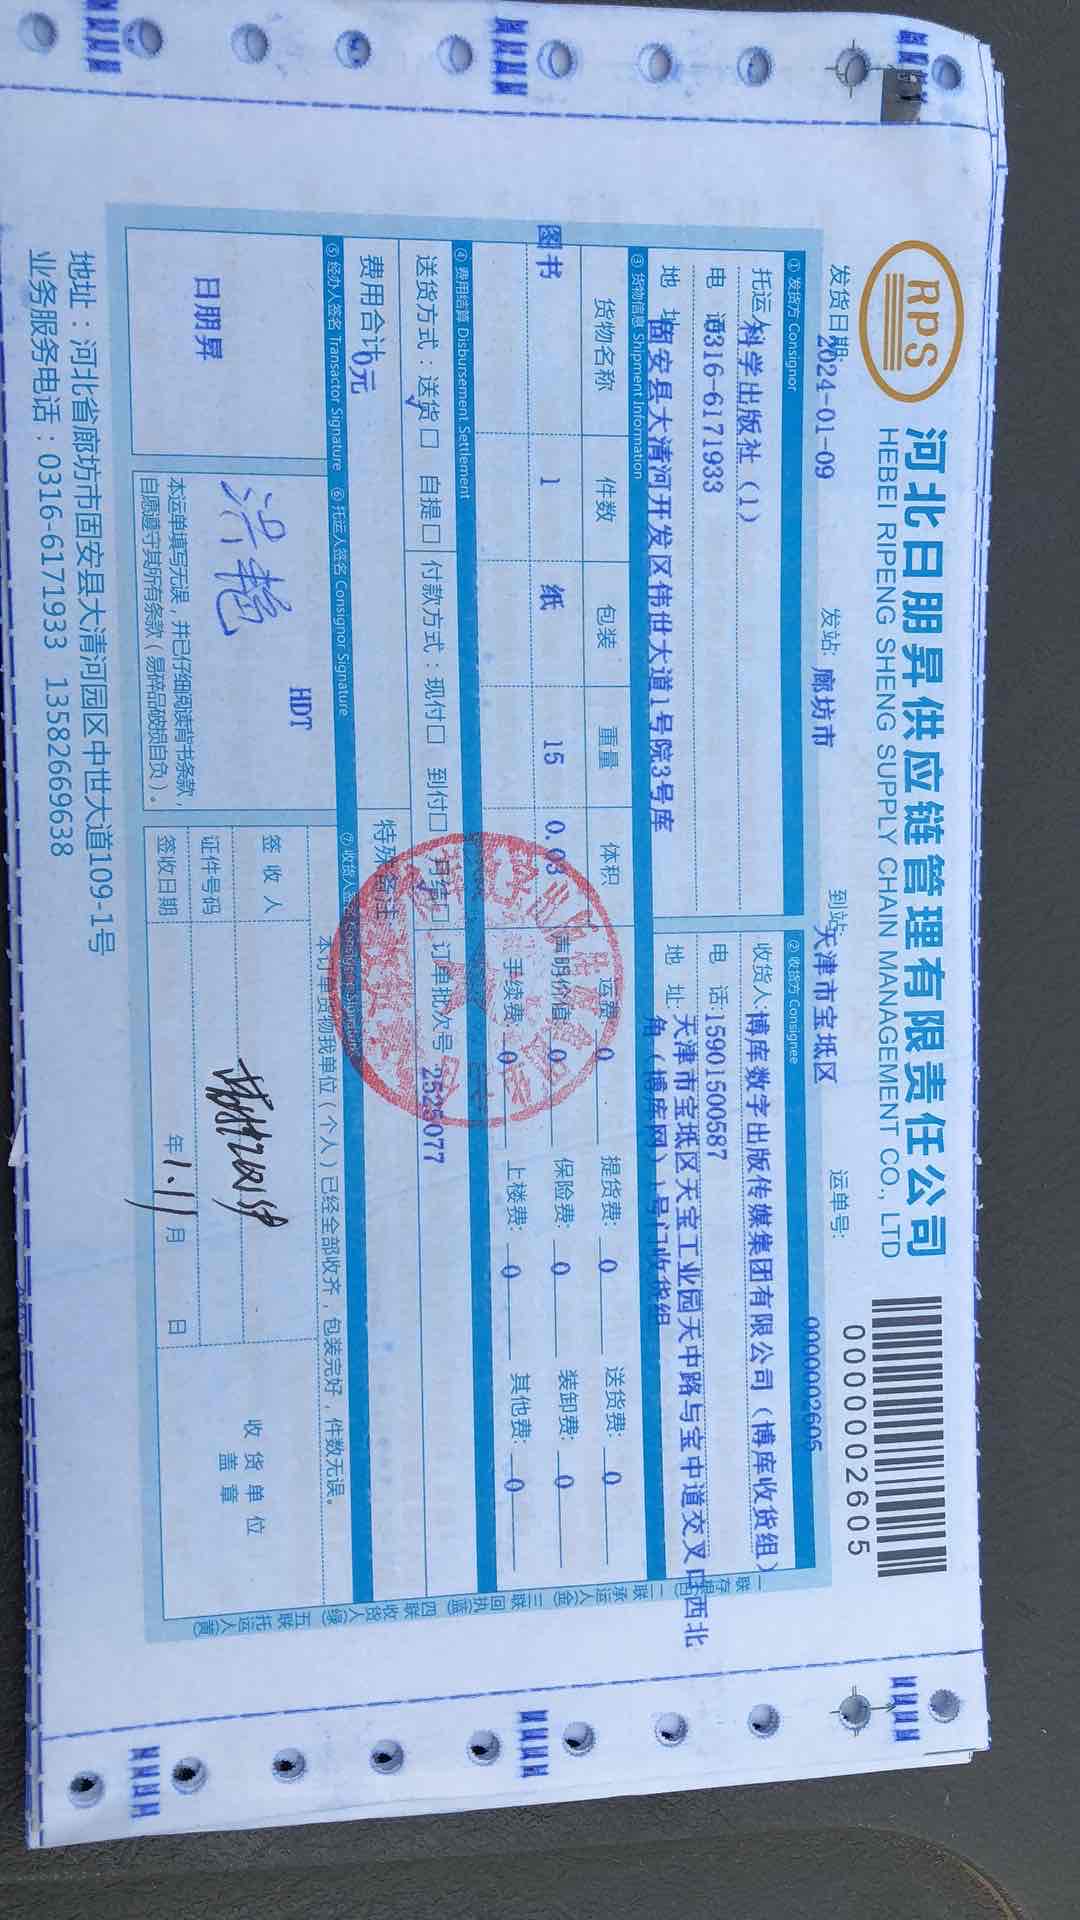 RPS
河北日朋昇供应链管理有限责任公司
HEBEI RIPENG SHENG SUPPLY CHAIN MANAGEMENT CO., LTD
0000002605
发货日期: 2024-01-09
发站: 廊坊市
到站: 天津市宝坻区
运单号: 0000002605
① 发货方 Consignor
② 收货方 Consignee
托运人 科学出版社（1）
收货人: 博库数字出版传媒集团有限公司（博库收货组）
电 话 0316-6171933
电 话: 15901500587
地 址 固安县大清河开发区伟世大道1号院3号库
地 址: 天津市宝坻区天宝工业园天中路与宝中道交叉口西北
角（博库网）1号门收货组
③ 货物信息 Shipment Information
货物名称 件数 包装 重量 体积
图书 1 纸 15 0.03
运费: 0 提货费: 0 送货费: 0
声明价值: 0 保险费: 0 装卸费: 0
手续费: 0 上楼费: 0 其他费: 0
④ 费用结算 Disbursement Settlement
送货方式：送货□ 自提□ 付款方式：现付□ 到付□ 月结□ 订单批次号 2525077
费用合计 0元
特殊备注
⑤ 经办人签名 Transactor Signature
⑥ 托运人签名 Consignor Signature
⑦ 收货人签名 Consignee Signature
日朋昇
HDT
本运单填写无误，并已仔细阅读背书条款，
自愿遵守其所有条款（易碎品破损自负）。
本订单货物我单位（个人）已经全部收齐，包装完好，件数无误。
签收人
证件号码
签收日期 年 1.11 月 日
收货单位
盖章
一联存根(白) 二联承运人(金) 三联回执(蓝) 四联收货人(绿) 五联托运人(黄)
地址：河北省廊坊市固安县大清河园区中世大道109-1号
业务服务电话：0316-6171933 13582669638